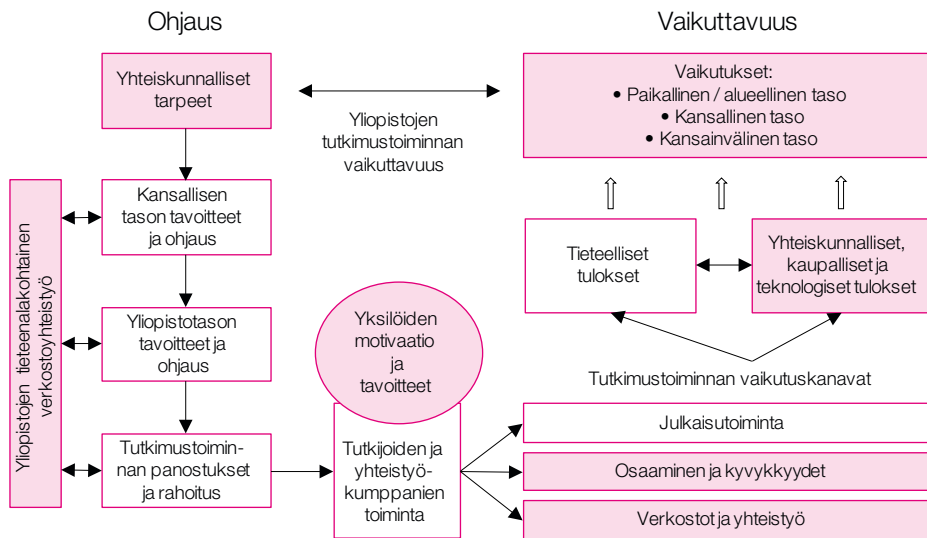 Ohjaus
Vaikuttavuus
Yhteiskunnalliset
tarpeet
Yliopistojen
tutkimustoiminnan
vaikuttavuus
Vaikutukset:
• Paikallinen / alueellinen taso
• Kansallinen taso
• Kansainvälinen taso
Yliopistojen tieteenalakohtainen
verkostoyhteistyö
Kansallisen
tason tavoitteet
ja ohjaus
Yliopistotason
tavoitteet ja
ohjaus
Tutkimustoimin-
nan panostukset
ja rahoitus
Yksilöiden
motivaatio
ja
tavoitteet
Tutkijoiden ja
yhteistyö-
kumppanien
toiminta
Tieteelliset
tulokset
Yhteiskunnalliset,
kaupalliset ja
teknologiset tulokset
Tutkimustoiminnan vaikutuskanavat
Julkaisutoiminta
Osaaminen ja kyvykkyydet
Verkostot ja yhteistyö